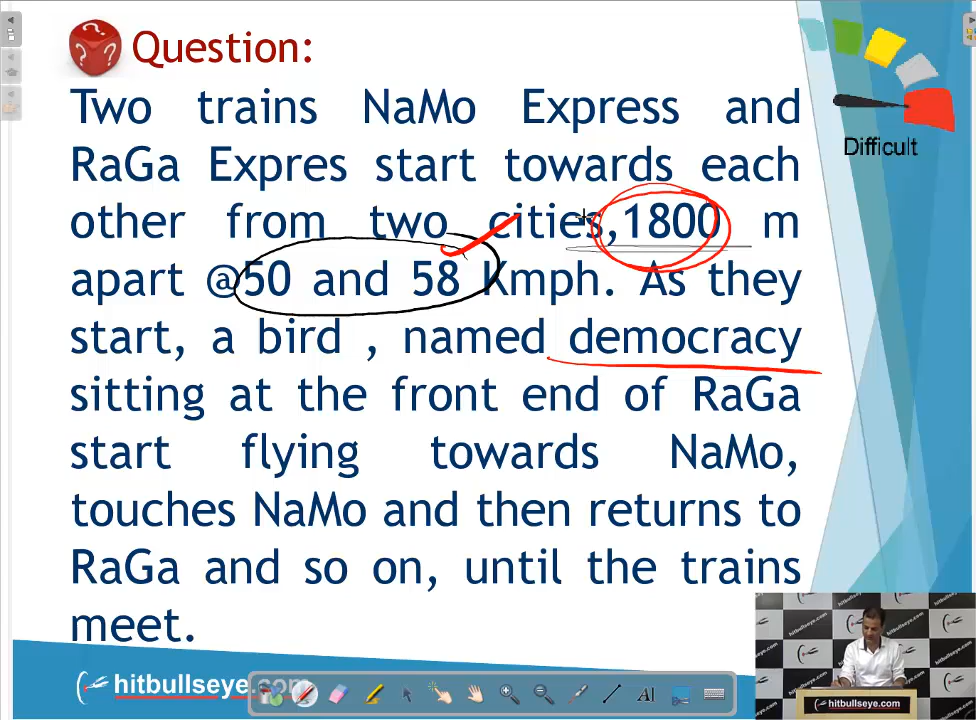 Question:
Two trains NaMo Express and
RaGa Expres start towards each
other from two cities,1800 m
apart @50 and 58 Kmph. As they
start, a bird , named democracy
sitting at the front end of RaGa
start flying towards NaMo,
touches NaMo and then returns to
RaGa and so on, until the trains
meet.
Difficult
hitbullseye.com
hitbullseye.com